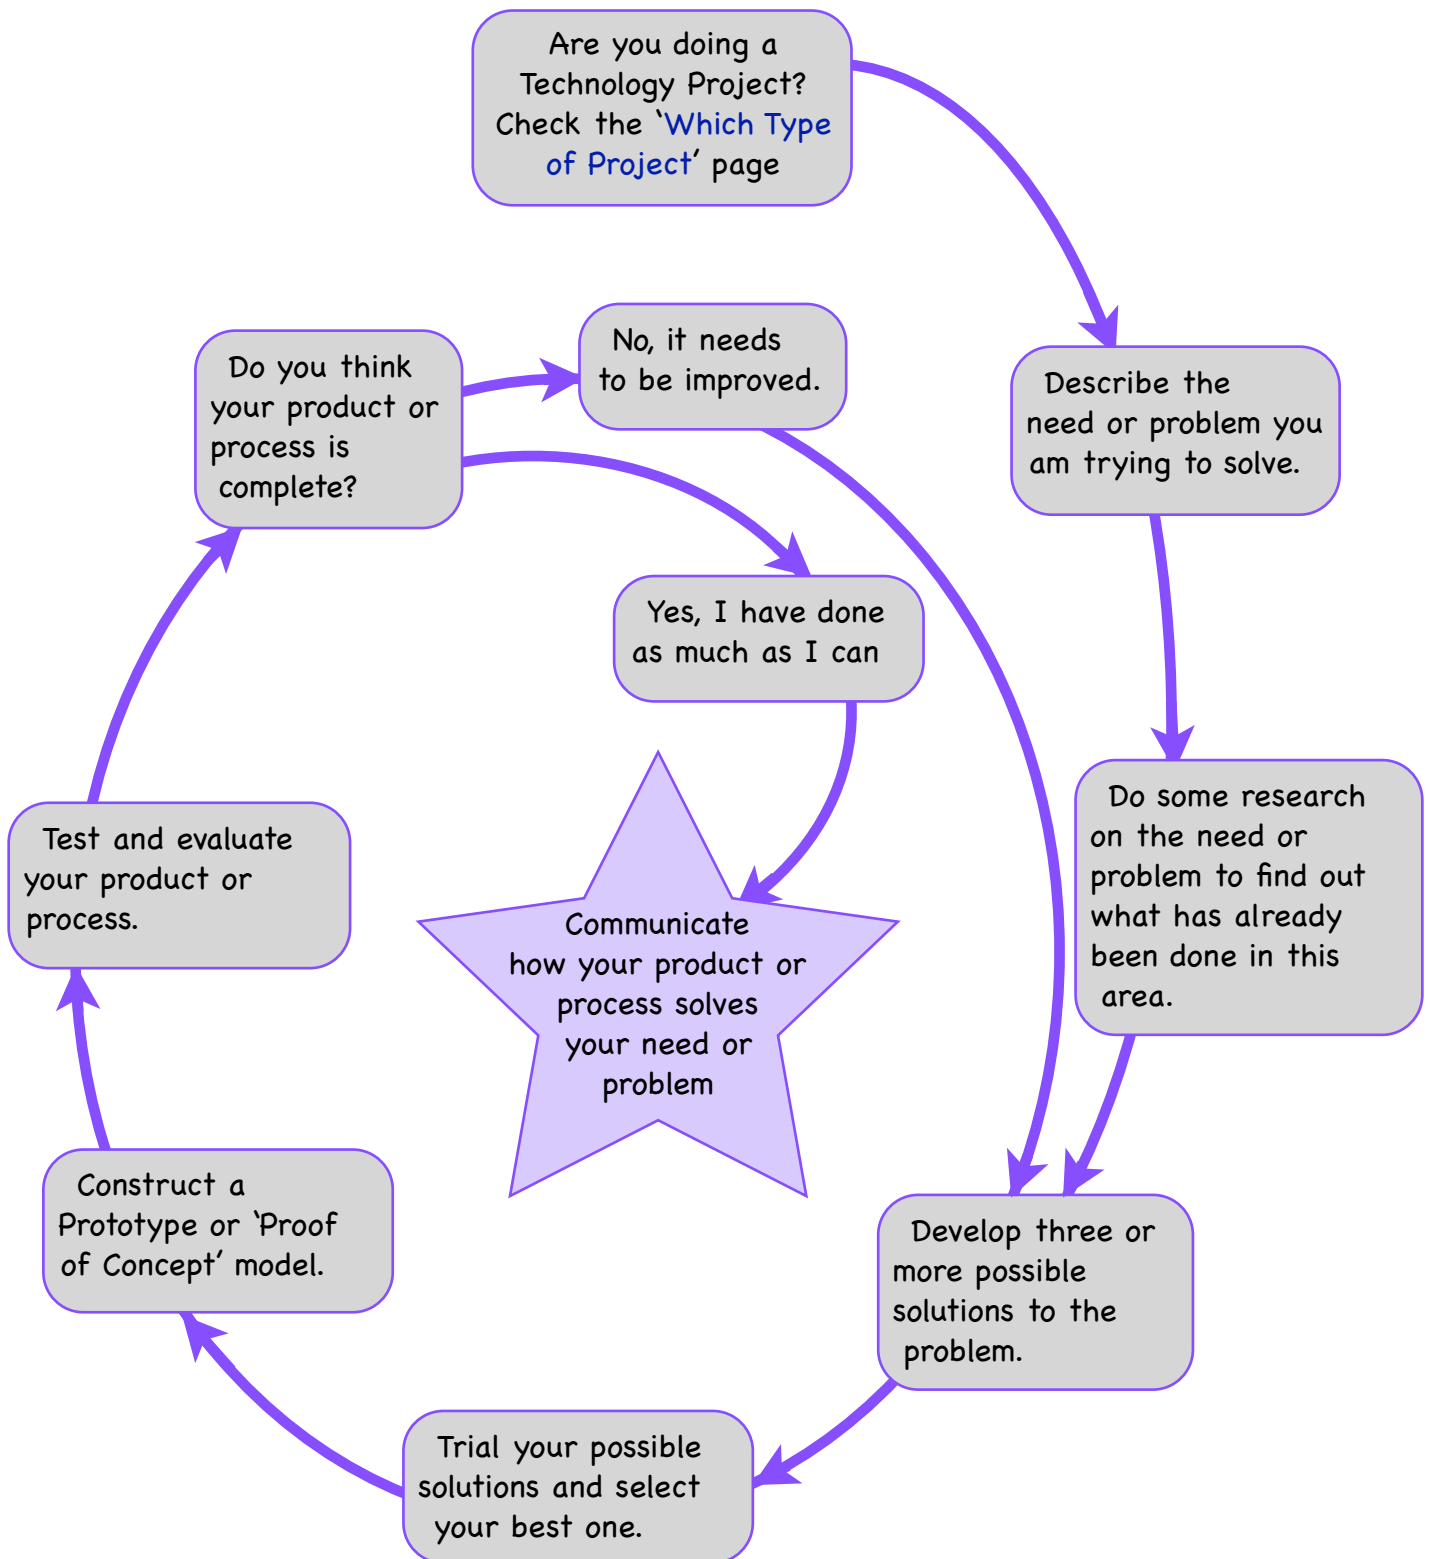 Are you doing a
Technology Project?
Check the ‘Which Type
of Project’ page
Describe the
need or problem you
am trying to solve.
Do some research
on the need or
problem to find out
what has already
been done in this
area.
Develop three or
more possible
solutions to the
problem.
Trial your possible
solutions and select
your best one.
Construct a
Prototype or ‘Proof
of Concept’ model.
Test and evaluate
your product or
process.
Do you think
your product or
process is
complete?
No, it needs
to be improved.
Yes, I have done
as much as I can
Communicate
how your product or
process solves
your need or
problem